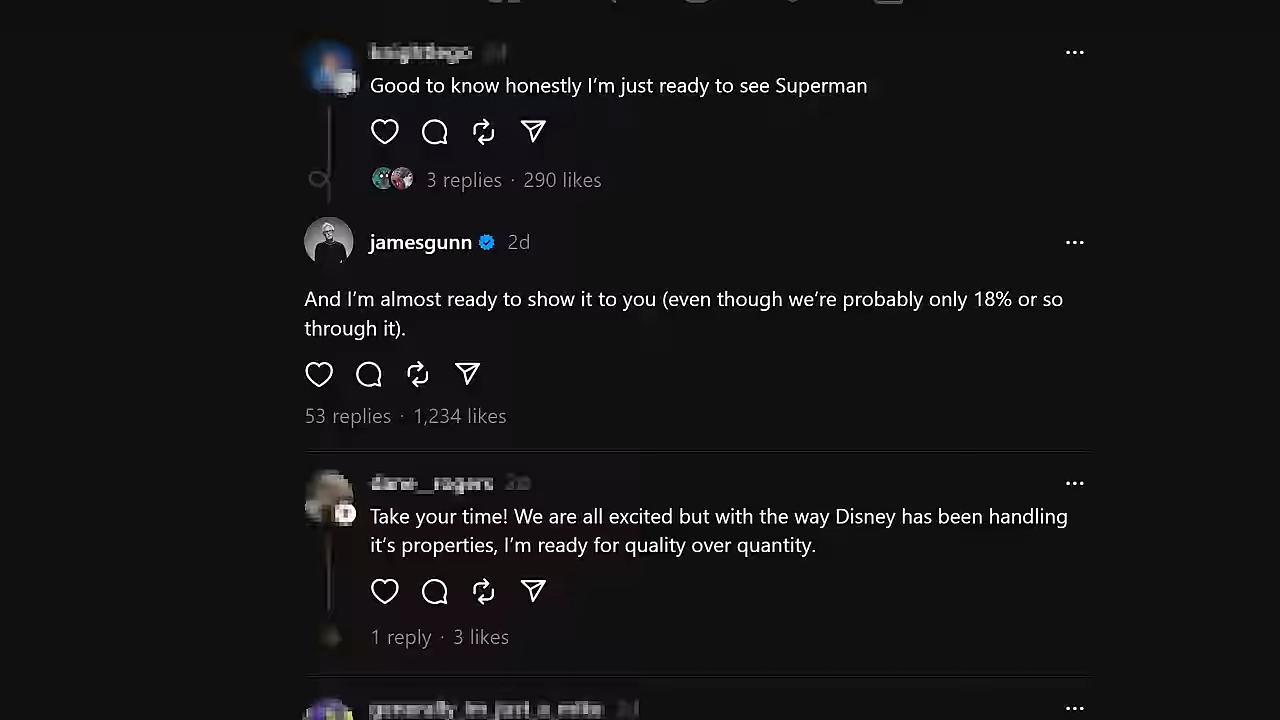 Good to know honestly I’m just ready to see Superman
3 replies · 290 likes
jamesgunn 2d
And I’m almost ready to show it to you (even though we’re probably only 18% or so
through it).
53 replies · 1,234 likes
Take your time! We are all excited but with the way Disney has been handling
it’s properties, I’m ready for quality over quantity.
1 reply · 3 likes